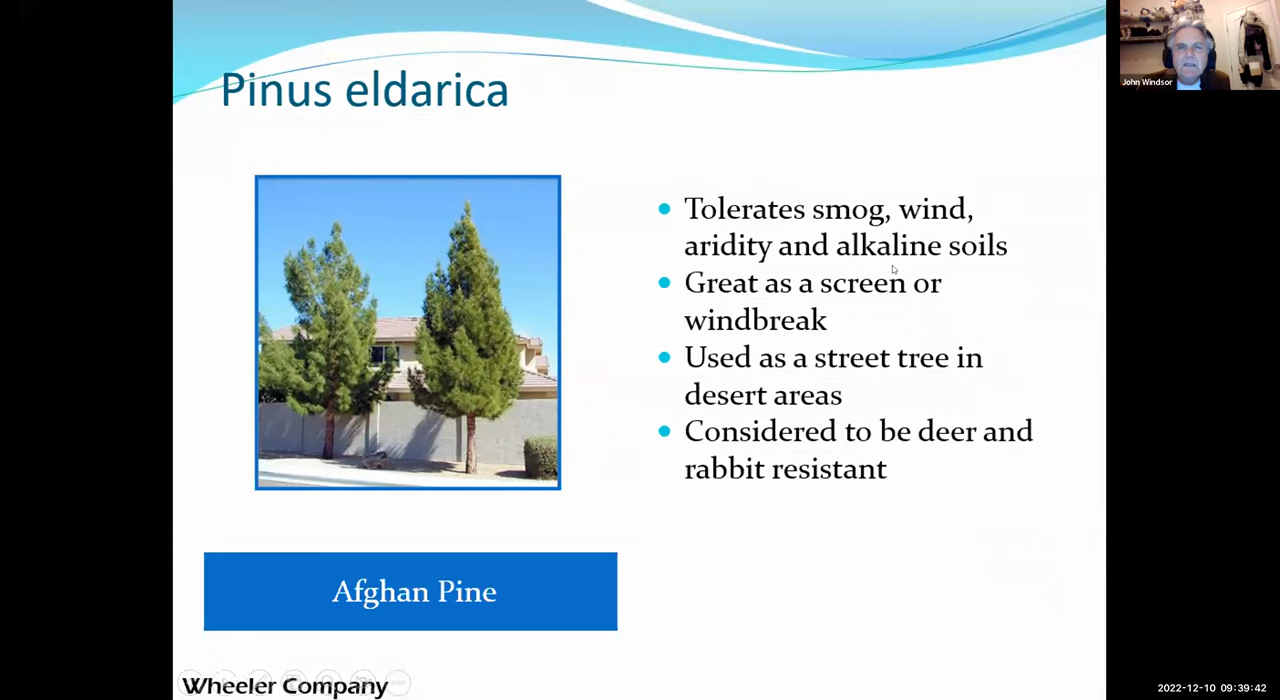 Pinus eldarica
John Windsor
Tolerates smog, wind,
aridity and alkaline soils
Great as a screen or
windbreak
Used as a street tree in
desert areas
Considered to be deer and
rabbit resistant
Afghan Pine
Wheeler Company
2022-12-10 09:39:42